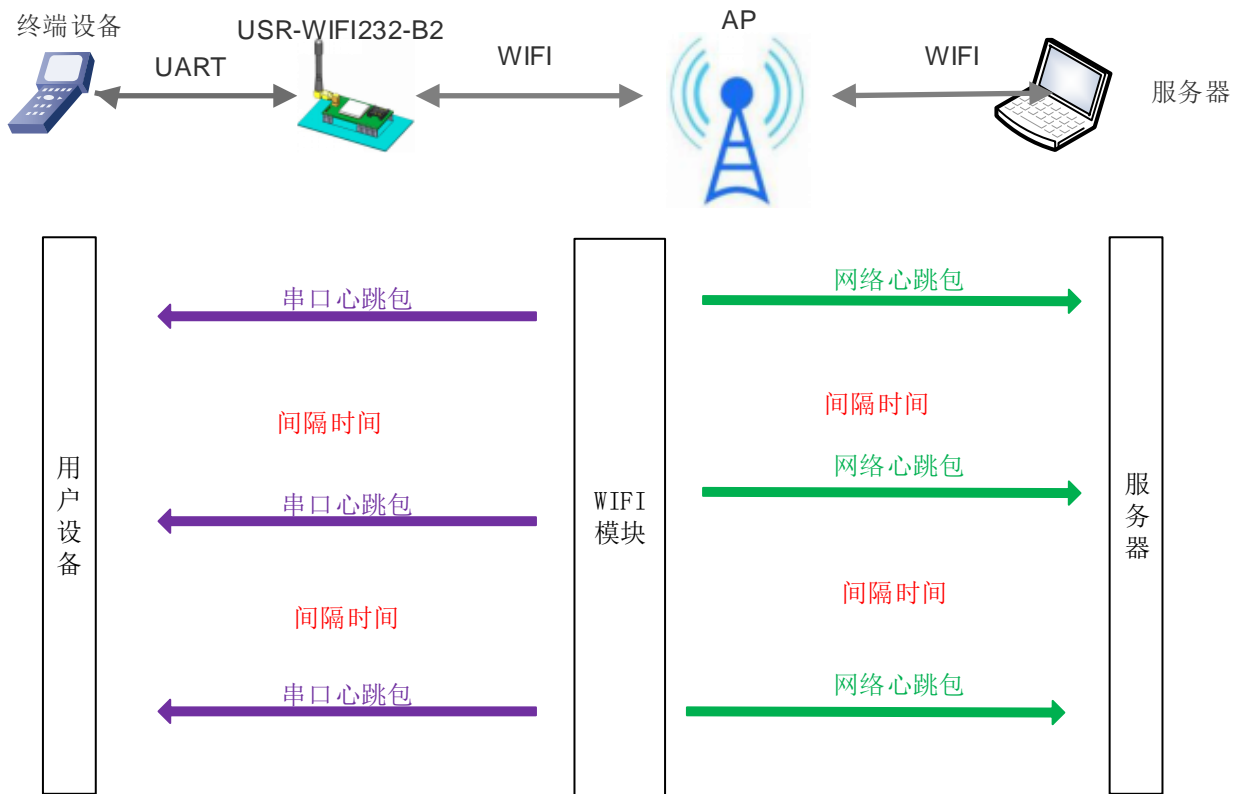 终端设备
USR-WIFI232-B2
AP
UART
WIFI
WIFI
服务器
串口心跳包
网络心跳包
间隔时间
间隔时间
串口心跳包
网络心跳包
间隔时间
间隔时间
串口心跳包
网络心跳包
用户设备
WIFI
模块
服务器